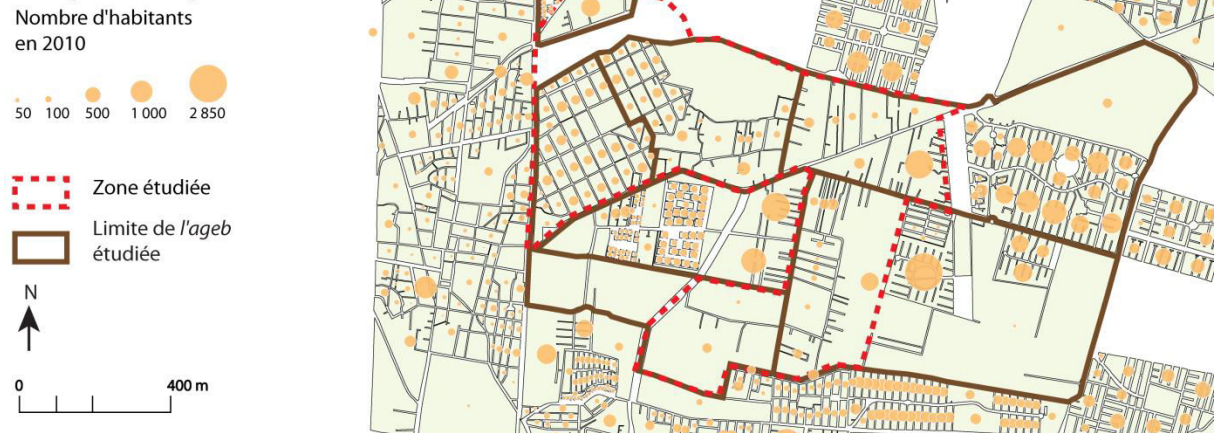 Nombre d'habitants
en 2010
50 100 500 1 000 2 850
Zone étudiée
Limite de l'ageb
étudiée
N
0 400 m